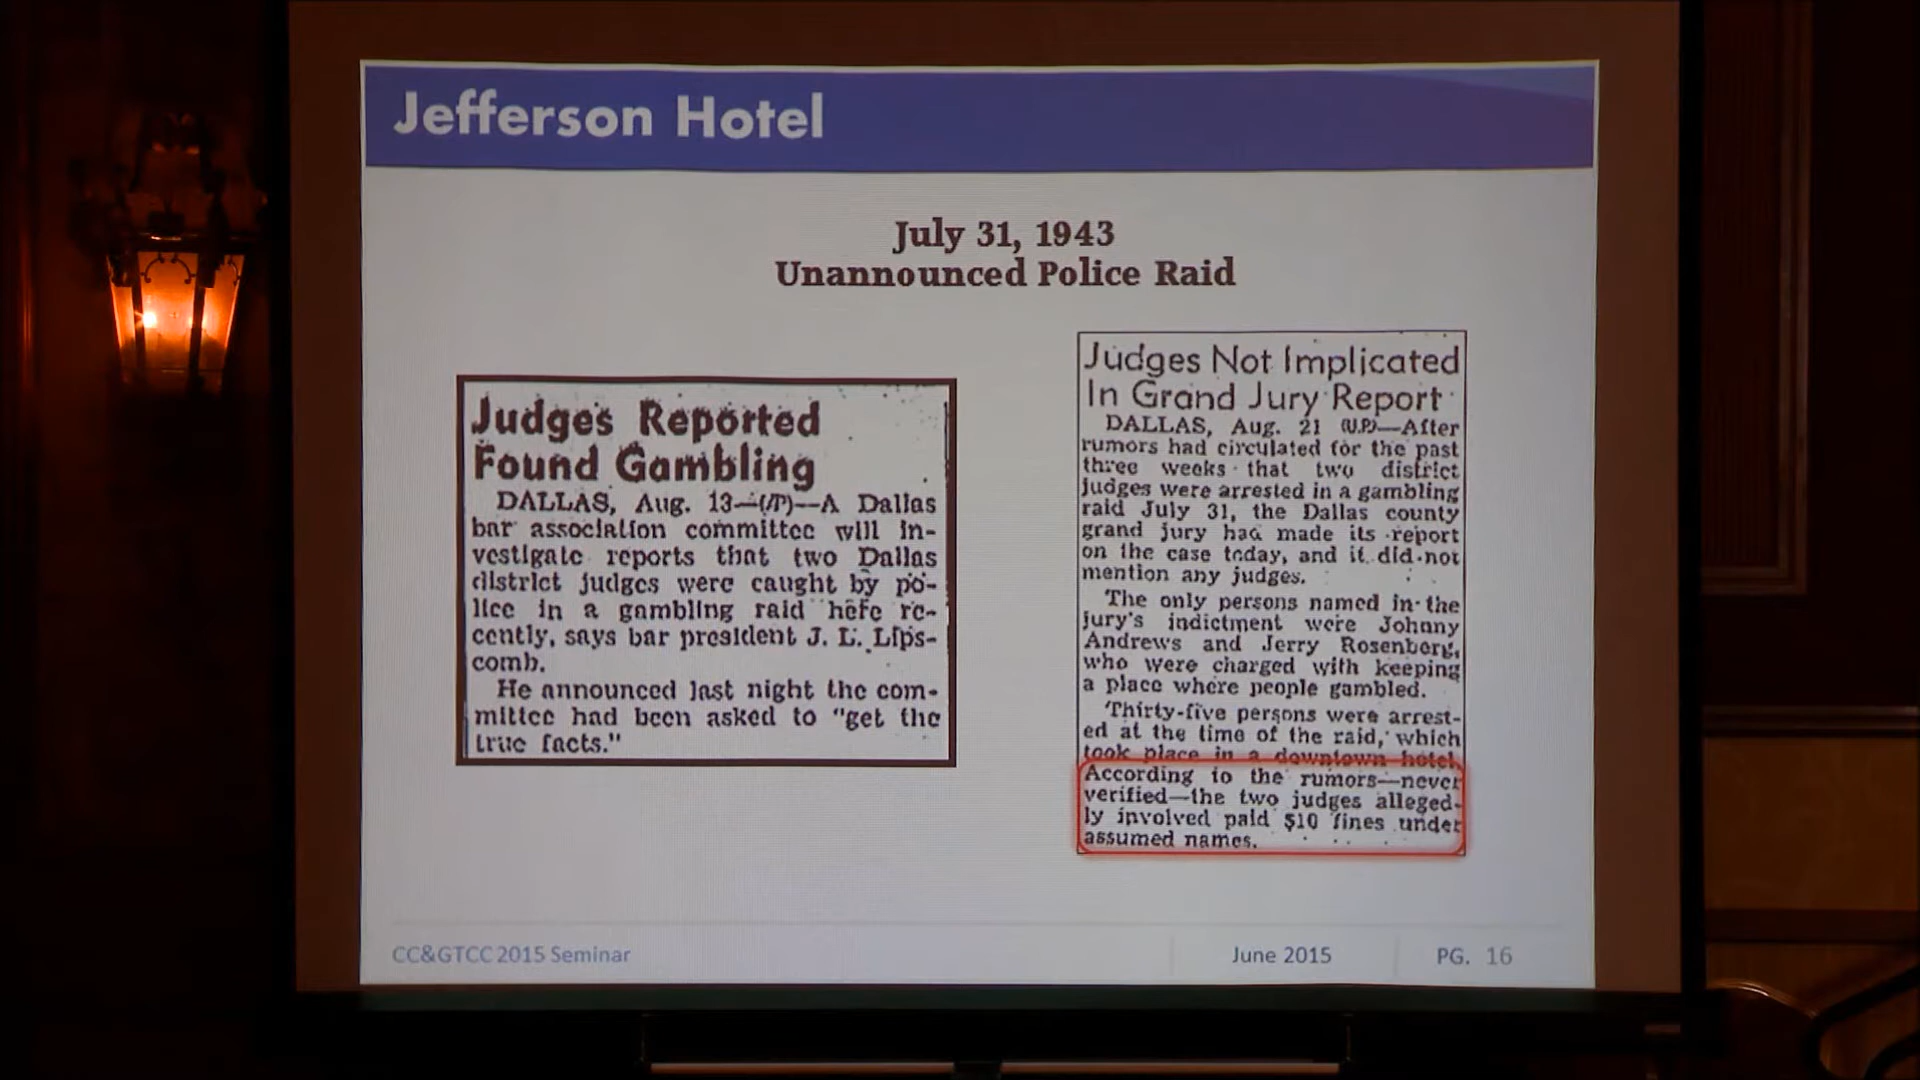 Jefferson Hotel
July 31, 1943
Unannounced Police Raid
Judges Reported
Found Gambling
DALLAS, Aug. 13—(AP)—A Dallas
bar association committee will in-
vestigate reports that two Dallas
district judges were caught by po-
lice in a gambling raid here re-
cently, says bar president J. L. Lips-
comb.
He announced last night the com-
mittee had been asked to "get the
true facts."
Judges Not Implicated
In Grand Jury Report
DALLAS, Aug. 21 (U.P.)—After
rumors had circulated for the past
three weeks that two district
judges were arrested in a gambling
raid July 31, the Dallas county
grand jury had made its report
on the case today, and it did not
mention any judges.
The only persons named in the
jury's indictment were Johnny
Andrews and Jerry Rosenberg,
who were charged with keeping
a place where people gambled.
Thirty-five persons were arrest-
ed at the time of the raid, which
took place in a downtown hotel.
According to the rumors—never
verified—the two judges alleged-
ly involved paid $10 fines under
assumed names.
CC&GTCC 2015 Seminar
June 2015
PG. 16